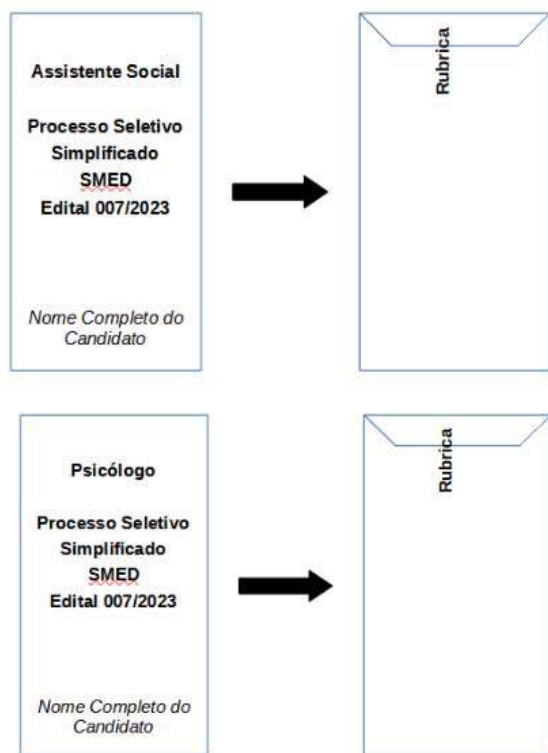 Assistente Social
Processo Seletivo
Simplificado
SMED
Edital 007/2023
Nome Completo do
Candidato
Rubrica
Psicólogo
Processo Seletivo
Simplificado
SMED
Edital 007/2023
Nome Completo do
Candidato
Rubrica